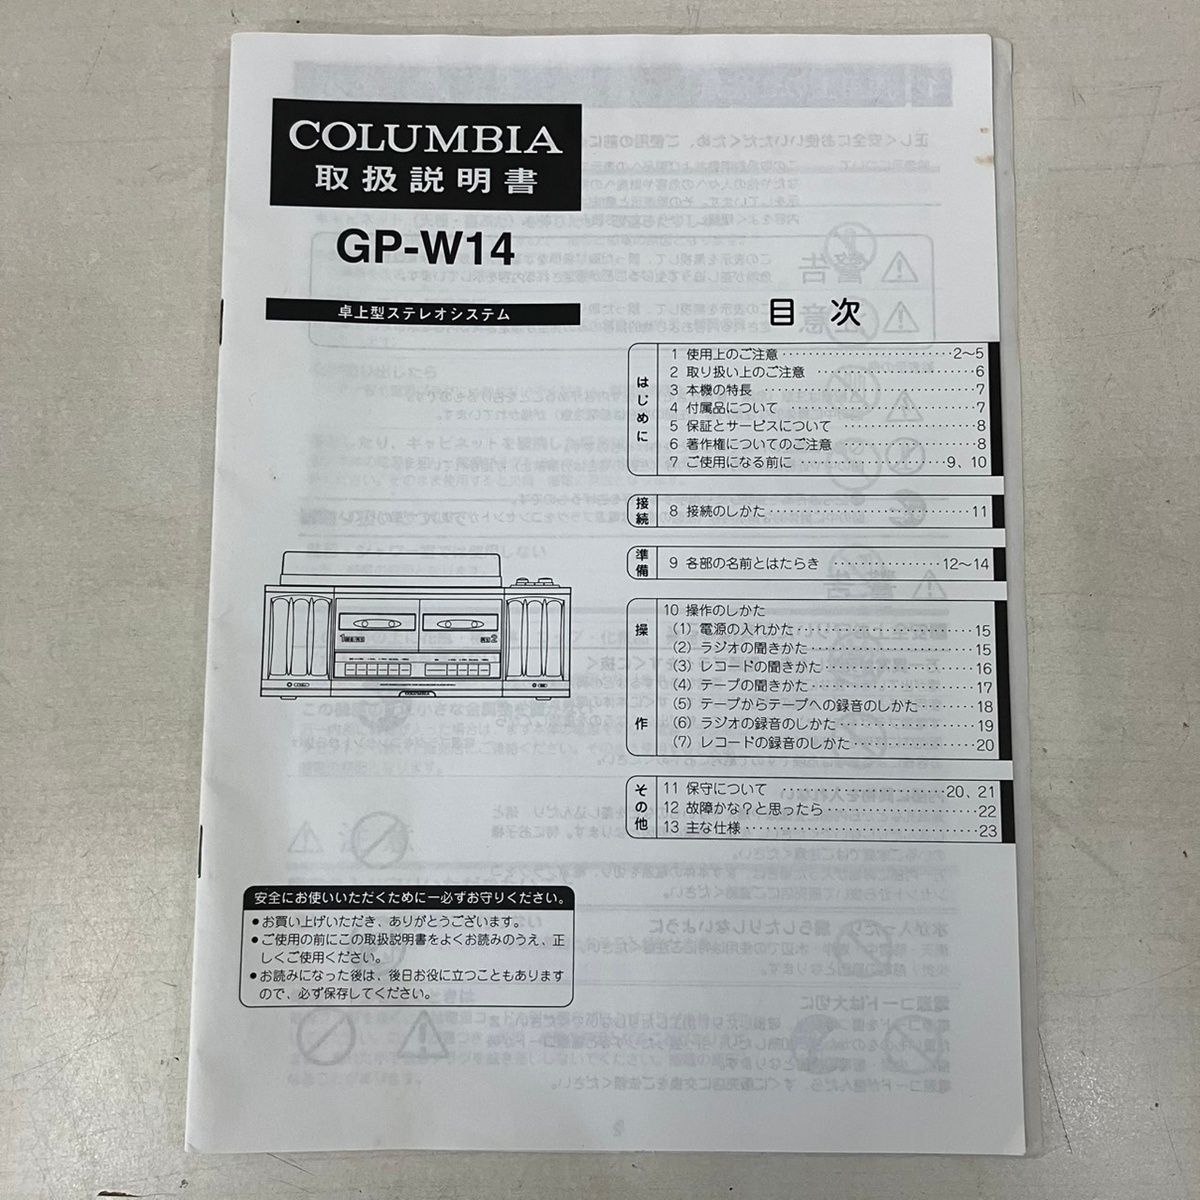 COLUMBIA
取扱説明書
GP-W14
卓上型ステレオシステム
目次
はじめに
1 使用上のご注意 2～5
2 取り扱い上のご注意 6
3 本機の特長 7
4 付属品について 7
5 保証とサービスについて 8
6 著作権についてのご注意 8
7 ご使用になる前に 9、10
接続
8 接続のしかた 11
準備
9 各部の名前とはたらき 12～14
操作
10 操作のしかた
(1) 電源の入れかた 15
(2) ラジオの聞きかた 15
(3) レコードの聞きかた 16
(4) テープの聞きかた 17
(5) テープからテープへの録音のしかた 18
(6) ラジオの録音のしかた 19
(7) レコードの録音のしかた 20
その他
11 保守について 20、21
12 故障かな？と思ったら 22
13 主な仕様 23
1
2
COLUMBIA
安全にお使いいただくために―必ずお守りください。
●お買い上げいただき、ありがとうございます。
●ご使用の前にこの取扱説明書をよくお読みのうえ、正
しくご使用ください。
●お読みになった後は、後日お役に立つこともあります
ので、必ず保存してください。